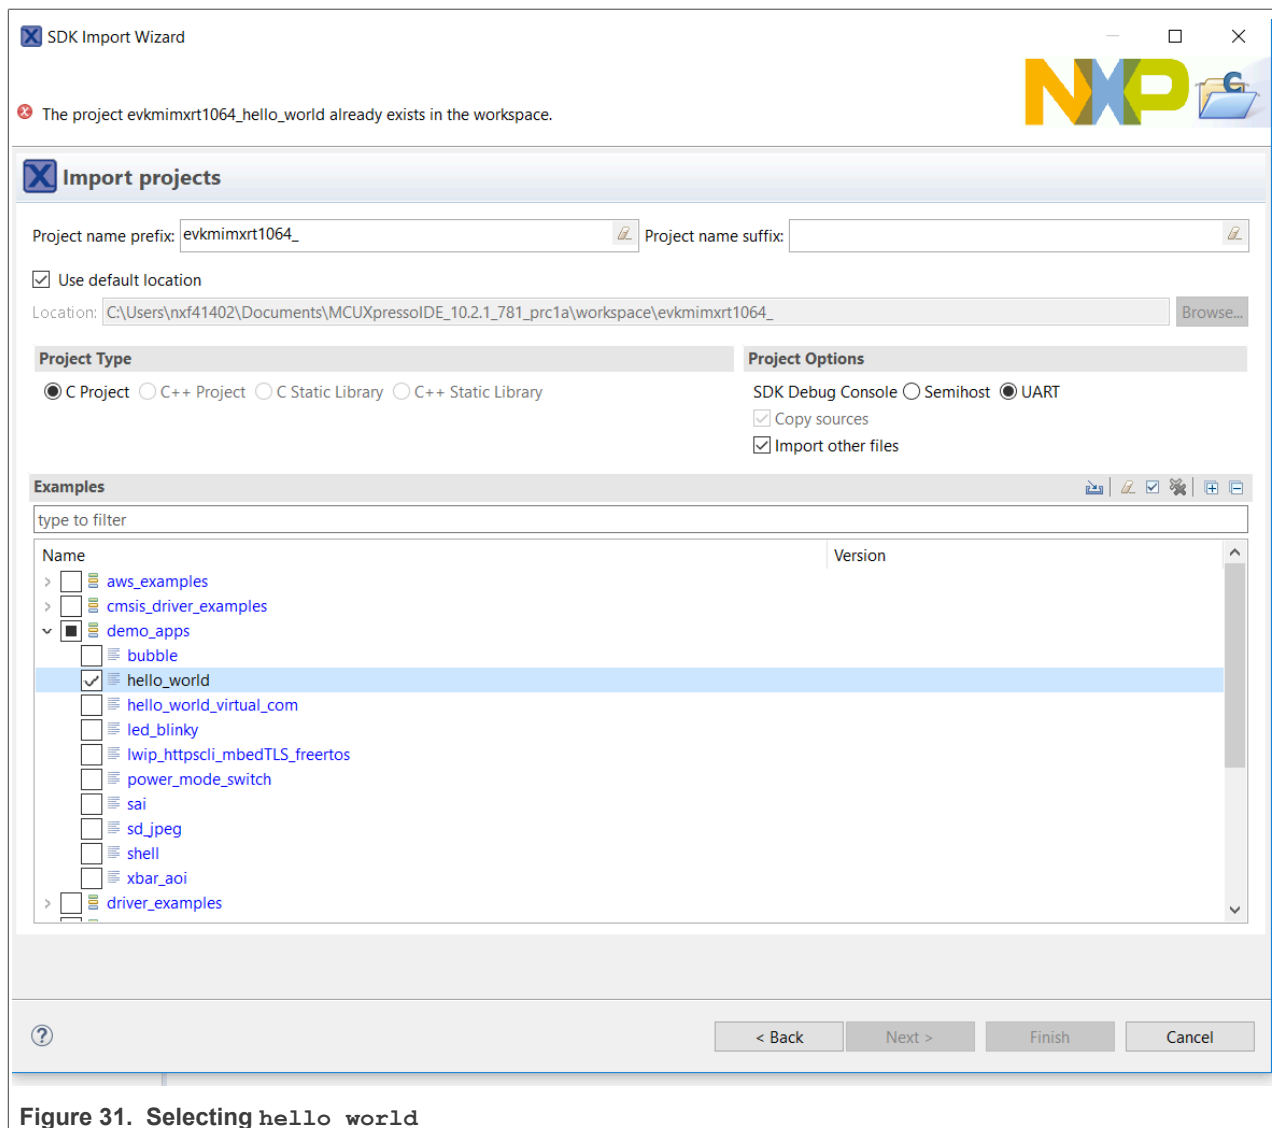 SDK Import Wizard
NXP
The project evkmimxrt1064_hello_world already exists in the workspace.
Import projects
Project name prefix: evkmimxrt1064_ Project name suffix:
Use default location
Location: C:\Users\nxf41402\Documents\MCUXpressoIDE_10.2.1_781_prc1a\workspace\evkmimxrt1064_ Browse...
Project Type Project Options
C Project C++ Project C Static Library C++ Static Library SDK Debug Console Semihost UART
Copy sources
Import other files
Examples
type to filter
Name Version
aws_examples
cmsis_driver_examples
demo_apps
bubble
hello_world
hello_world_virtual_com
led_blinky
lwip_httpscli_mbedTLS_freertos
power_mode_switch
sai
sd_jpeg
shell
xbar_aoi
driver_examples
< Back Next > Finish Cancel
Figure 31. Selecting hello world